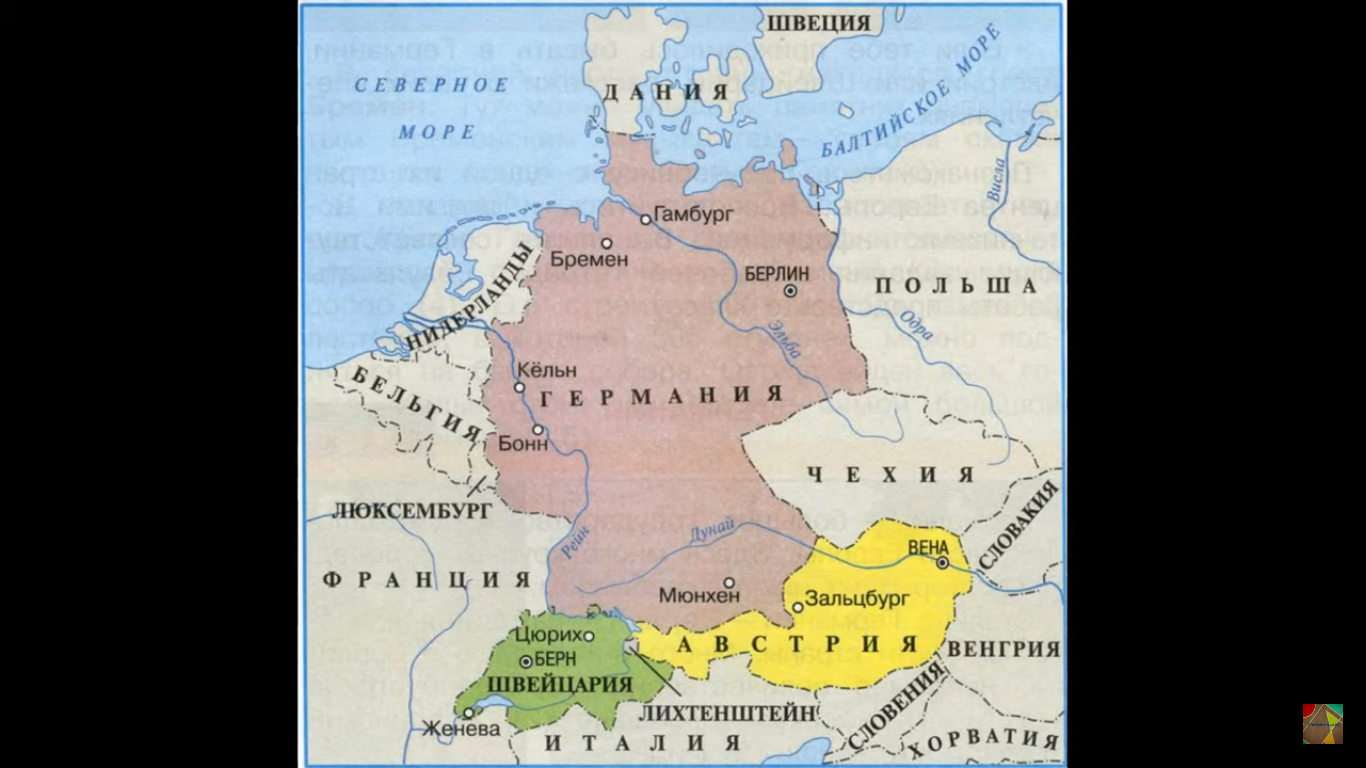 ШВЕЦИЯ
СЕВЕРНОЕ
МОРЕ
ДАНИЯ
БАЛТИЙСКОЕ МОРЕ
Висла
Гамбург
Бремен
БЕРЛИН
НИДЕРЛАНДЫ
ПОЛЬША
Одра
Эльба
БЕЛЬГИЯ
Кёльн
ГЕРМАНИЯ
Бонн
ЧЕХИЯ
ЛЮКСЕМБУРГ
СЛОВАКИЯ
Рейн
Дунай
ВЕНА
ФРАНЦИЯ
Мюнхен
Зальцбург
Цюрих
БЕРН
ШВЕЙЦАРИЯ
АВСТРИЯ
ВЕНГРИЯ
ЛИХТЕНШТЕЙН
СЛОВЕНИЯ
Женева
ИТАЛИЯ
ХОРВАТИЯ